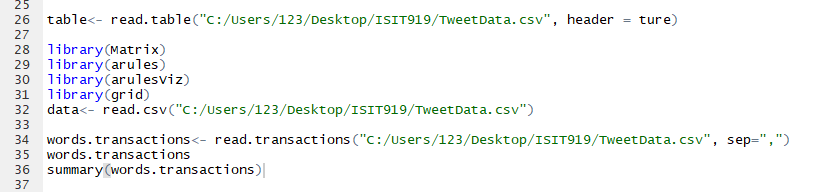 25
26 table<- read.table("C:/Users/123/Desktop/ISIT919/TweetData.csv", header = ture)
27
28 library(Matrix)
29 library(arules)
30 library(arulesViz)
31 library(grid)
32 data<- read.csv("C:/Users/123/Desktop/ISIT919/TweetData.csv")
33
34 words.transactions<- read.transactions("C:/Users/123/Desktop/ISIT919/TweetData.csv", sep=",")
35 words.transactions
36 summary(words.transactions)
37